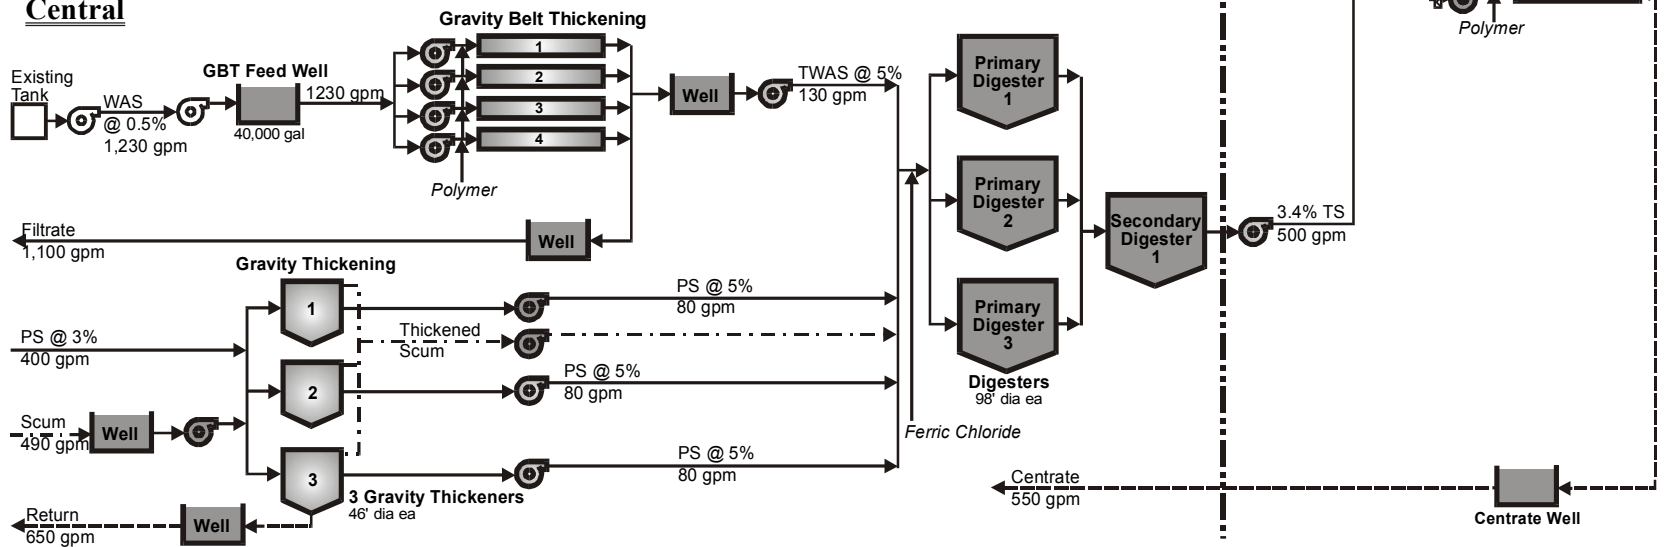 Central
Polymer
Gravity Belt Thickening
Existing
Tank
WAS
@ 0.5%
1,230 gpm
GBT Feed Well
40,000 gal
1230 gpm
1
2
3
4
Polymer
Well
TWAS @ 5%
130 gpm
Filtrate
1,100 gpm
Well
Primary
Digester
1
Primary
Digester
2
Primary
Digester
3
Digesters
98' dia ea
Secondary
Digester
1
3.4% TS
500 gpm
Gravity Thickening
PS @ 3%
400 gpm
Scum
490 gpm
Well
1
2
3
Thickened
Scum
PS @ 5%
80 gpm
PS @ 5%
80 gpm
PS @ 5%
80 gpm
3 Gravity Thickeners
46' dia ea
Return
650 gpm
Well
Ferric Chloride
Centrate
550 gpm
Centrate Well